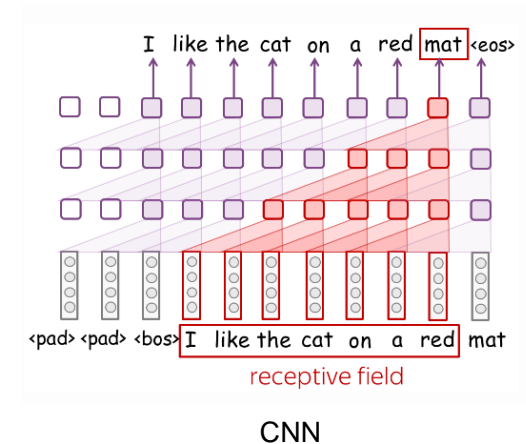 I like the cat on a red mat <eos>
<pad> <pad> <bos> I like the cat on a red mat
receptive field
CNN